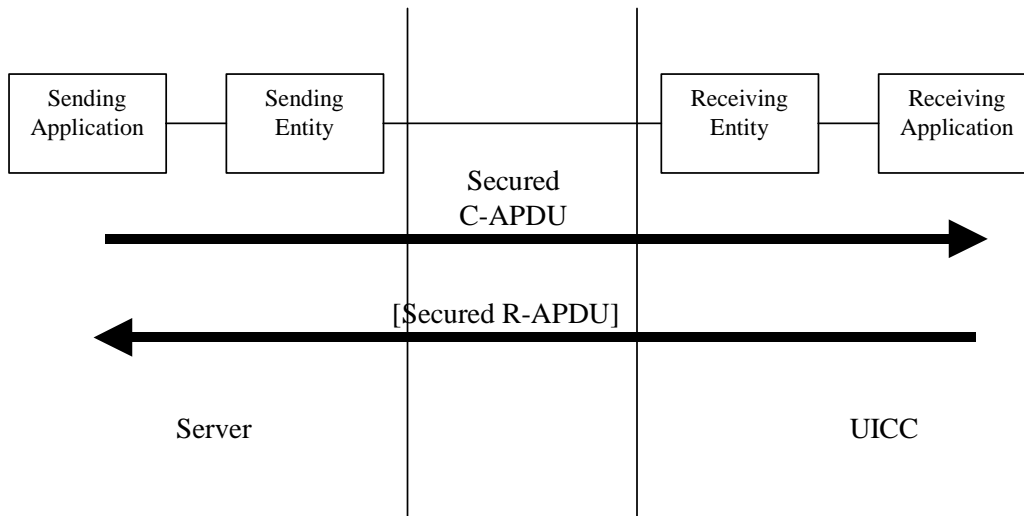 Sending
Application
Sending
Entity
Receiving
Entity
Receiving
Application
Secured
C-APDU
[Secured R-APDU]
Server
UICC